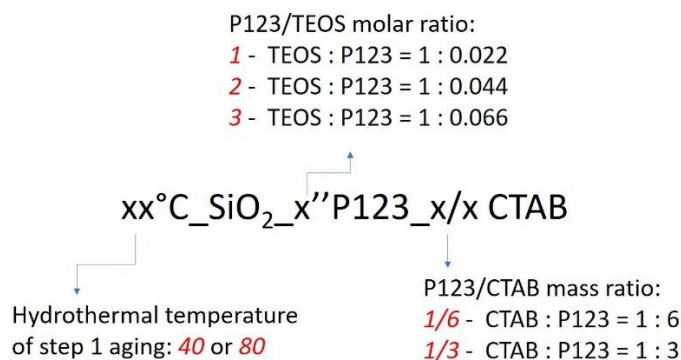 P123/TEOS molar ratio:
1 - TEOS : P123 = 1 : 0.022
2 - TEOS : P123 = 1 : 0.044
3 - TEOS : P123 = 1 : 0.066
xx°C_SiO₂_x’’P123_x/x CTAB
Hydrothermal temperature
of step 1 aging: 40 or 80
P123/CTAB mass ratio:
1/6 - CTAB : P123 = 1 : 6
1/3 - CTAB : P123 = 1 : 3